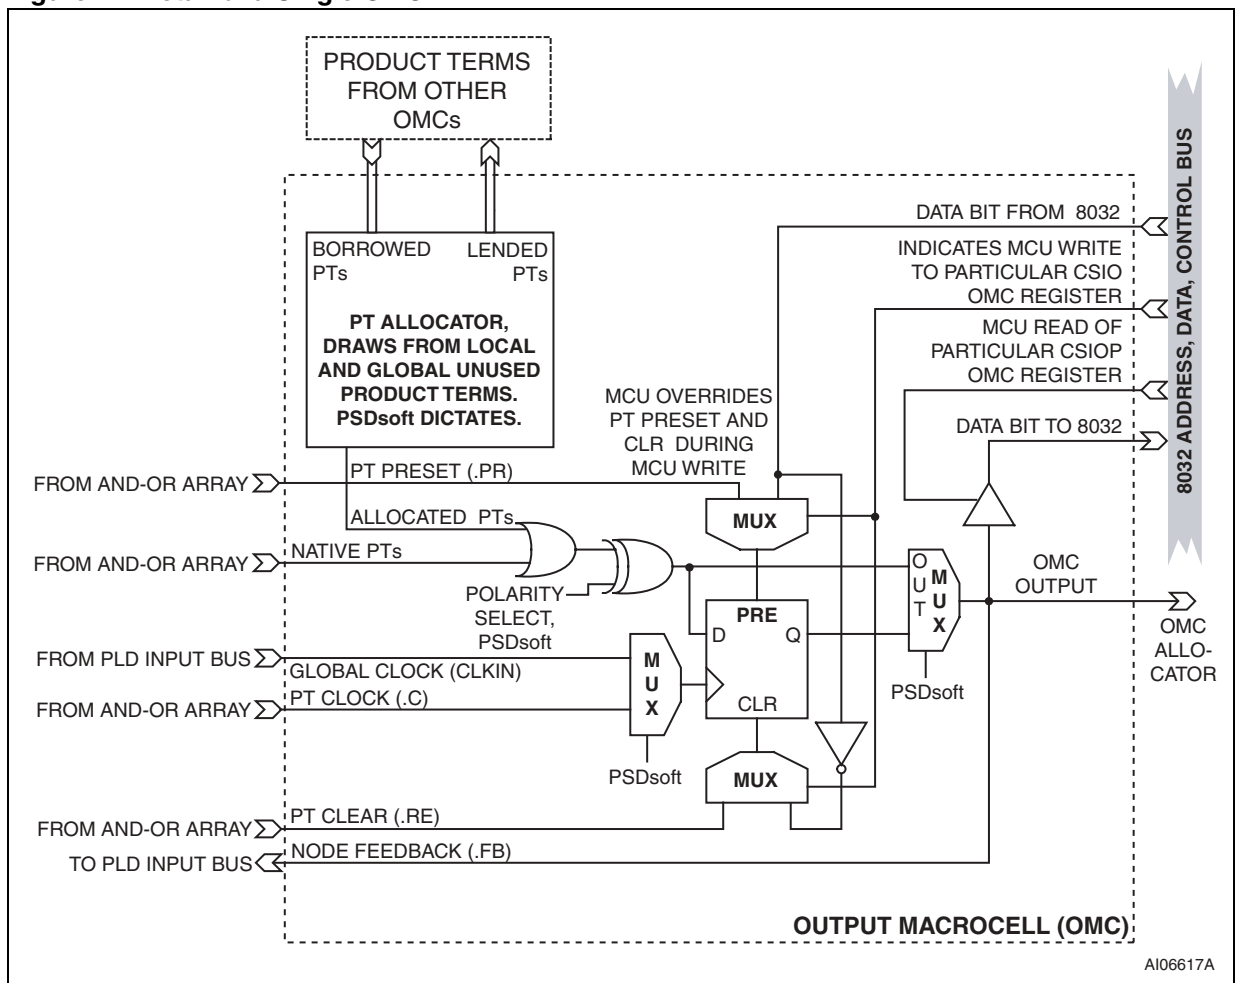 PRODUCT TERMS
FROM OTHER
OMCs
BORROWED
PTs
LENDED
PTs
PT ALLOCATOR,
DRAWS FROM LOCAL
AND GLOBAL UNUSED
PRODUCT TERMS.
PSDsoft DICTATES.
DATA BIT FROM 8032
INDICATES MCU WRITE
TO PARTICULAR CSIO
OMC REGISTER
MCU READ OF
PARTICULAR CSIOP
OMC REGISTER
DATA BIT TO 8032
8032 ADDRESS, DATA, CONTROL BUS
MCU OVERRIDES
PT PRESET AND
CLR DURING
MCU WRITE
FROM AND-OR ARRAY
PT PRESET (.PR)
MUX
ALLOCATED PTs
FROM AND-OR ARRAY
NATIVE PTs
POLARITY
SELECT,
PSDsoft
PRE
D
Q
CLR
OUT
MUX
OMC
OUTPUT
PSDsoft
OMC
ALLO-
CATOR
FROM PLD INPUT BUS
GLOBAL CLOCK (CLKIN)
FROM AND-OR ARRAY
PT CLOCK (.C)
MUX
PSDsoft
MUX
FROM AND-OR ARRAY
PT CLEAR (.RE)
TO PLD INPUT BUS
NODE FEEDBACK (.FB)
OUTPUT MACROCELL (OMC)
AI06617A